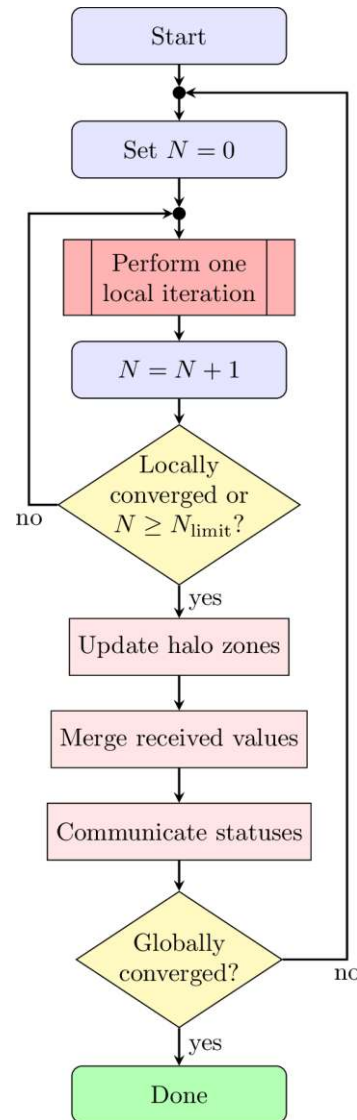 Start
Set N = 0
Perform one
local iteration
N = N + 1
Locally
converged or
N ≥ N_limit?
no
yes
Update halo zones
Merge received values
Communicate statuses
Globally
converged?
no
yes
Done